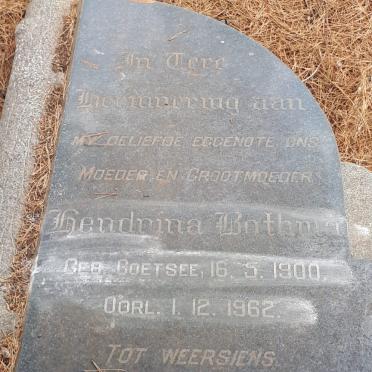 In Tere
Herinnering aan
MY GELIEFDE EGGENOTE, ONS
MOEDER EN GROOTMOEDER
Hendrina Bothma
GEB. COETSEE, 16. 5. 1900.
OORL. 1. 12. 1962.
TOT WEERSIENS.